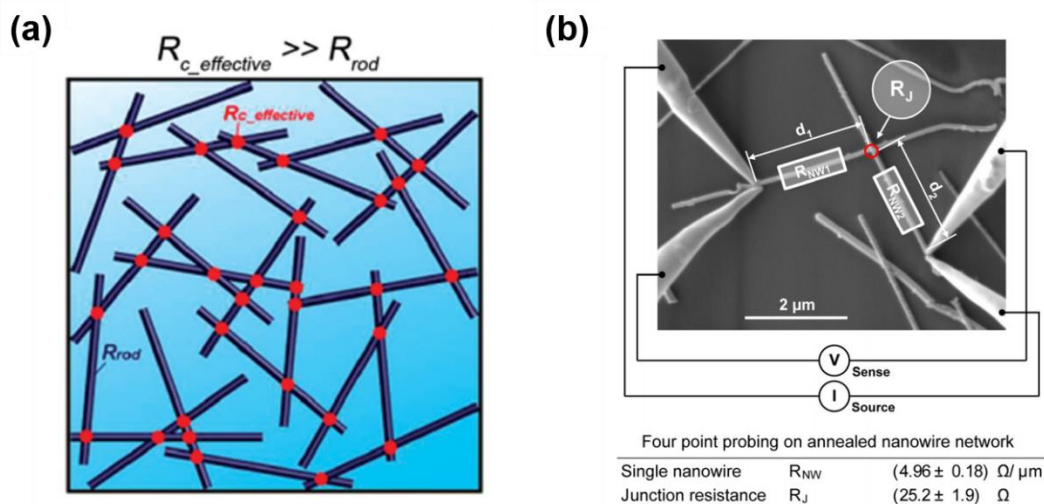 (a)
R_c_effective >> R_rod
R_c_effective
R_rod
(b)
R_J
d_1
R_NW1
R_NW2
d_2
2 µm
V Sense
I Source
Four point probing on annealed nanowire network
Single nanowire R_NW (4.96 ± 0.18) Ω/ µm
Junction resistance R_J (25.2 ± 1.9) Ω